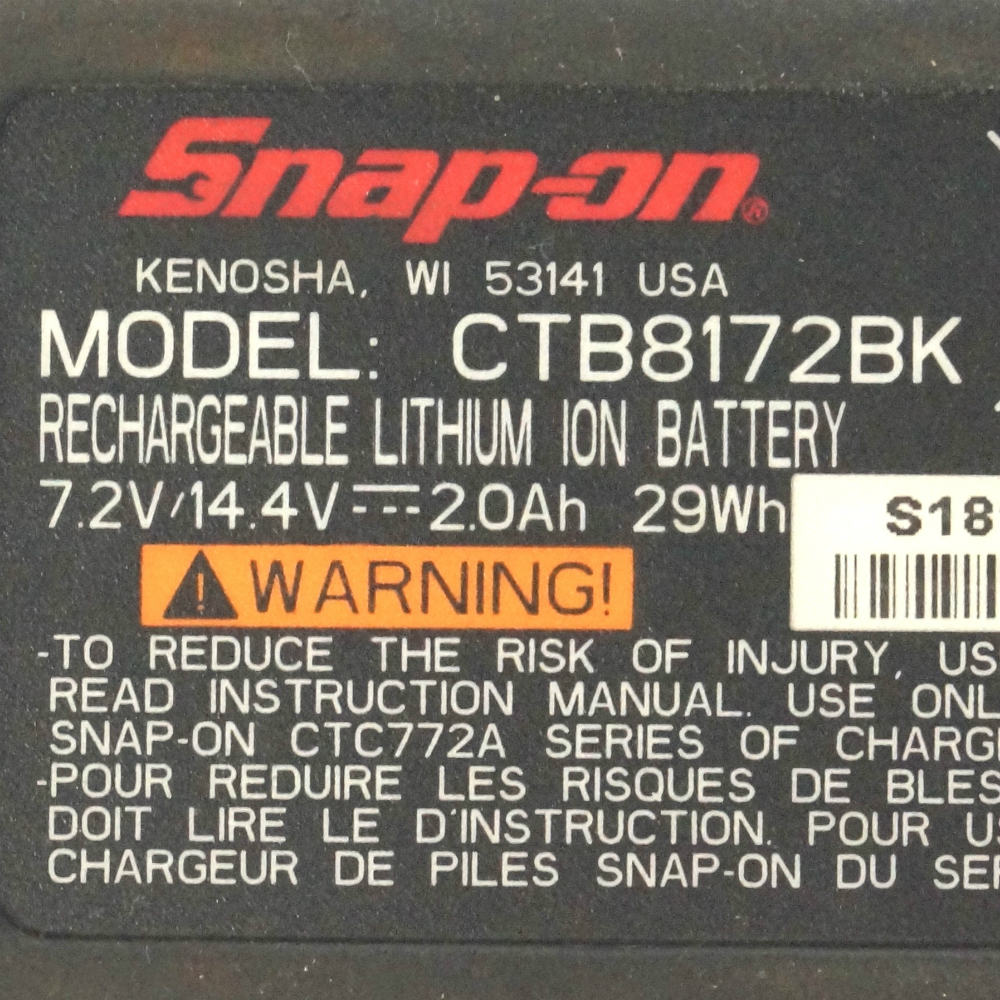 Snap-on®
KENOSHA, WI 53141 USA
MODEL: CTB8172BK
RECHARGEABLE LITHIUM ION BATTERY
7.2V/14.4V⎓2.0Ah 29Wh
S18
WARNING!
-TO REDUCE THE RISK OF INJURY, US
READ INSTRUCTION MANUAL. USE ONL
SNAP-ON CTC772A SERIES OF CHARG
-POUR REDUIRE LES RISQUES DE BLES
DOIT LIRE LE D'INSTRUCTION. POUR U
CHARGEUR DE PILES SNAP-ON DU SER